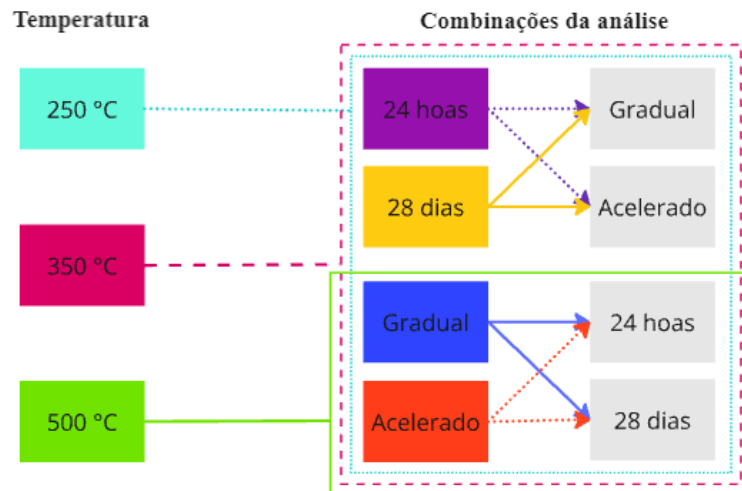 Temperatura
Combinações da análise
250 °C
24 hoas
Gradual
28 dias
Acelerado
350 °C
Gradual
24 hoas
500 °C
Acelerado
28 dias